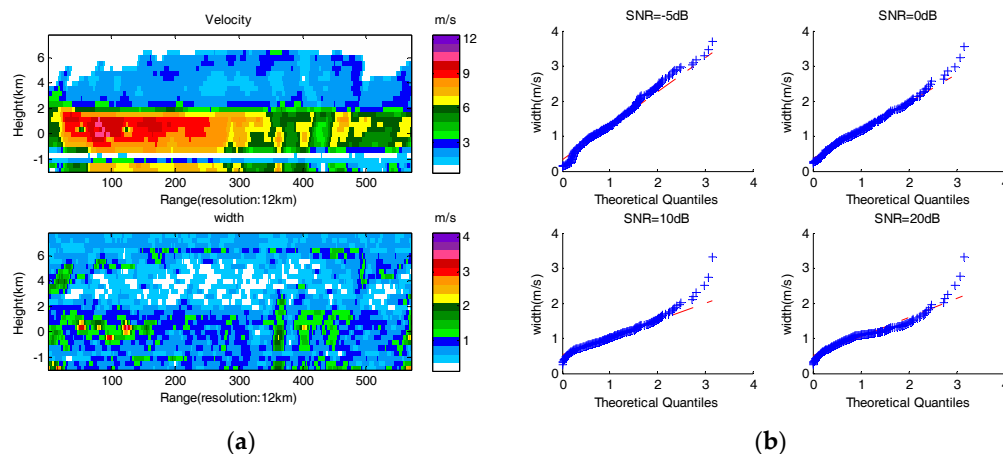 Velocity
m/s
Height(km)
6
4
2
0
-1
100 200 300 400 500
Range(resolution:12km)
12
9
6
3
width
m/s
Height(km)
6
4
2
0
-1
100 200 300 400 500
Range(resolution:12km)
4
3
2
1
(a)
SNR=-5dB
width(m/s)
4
3
2
1
0
0 1 2 3 4
Theoretical Quantiles
SNR=0dB
width(m/s)
4
3
2
1
0
0 1 2 3 4
Theoretical Quantiles
SNR=10dB
width(m/s)
4
3
2
1
0
0 1 2 3 4
Theoretical Quantiles
SNR=20dB
width(m/s)
4
3
2
1
0
0 1 2 3 4
Theoretical Quantiles
(b)